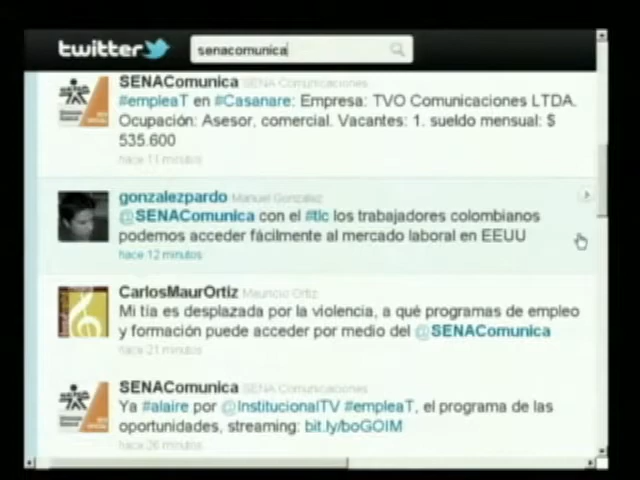 twitter
senacomunica
SENAComunica SENA Comunicaciones
#empleaT en #Casanare: Empresa: TVO Comunicaciones LTDA.
Ocupación: Asesor, comercial. Vacantes: 1. sueldo mensual: $
535.600
hace 11 minutos
gonzalezpardo Manuel González
@SENAComunica con el #tlc los trabajadores colombianos
podemos acceder fácilmente al mercado laboral en EEUU
hace 12 minutos
CarlosMaurOrtiz Mauricio Ortiz
Mi tia es desplazada por la violencia, a qué programas de empleo
y formación puede acceder por medio del @SENAComunica
hace 21 minutos
SENAComunica SENA Comunicaciones
Ya #alaire por @InstitucionalTV #empleaT, el programa de las
oportunidades, streaming: bit.ly/boGOIM
hace 26 minutos